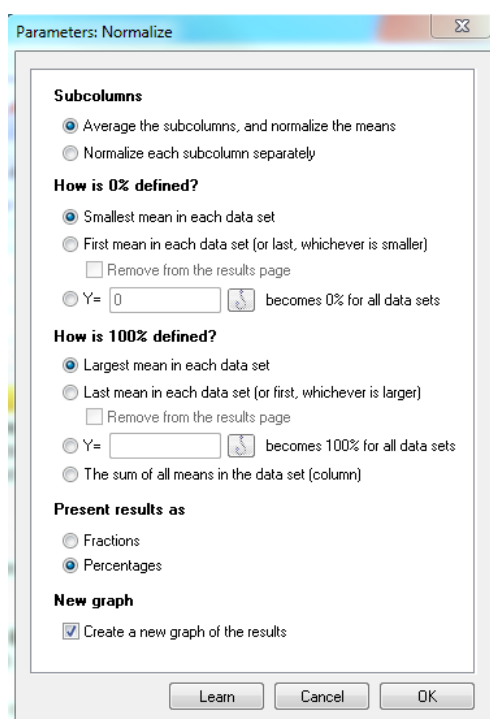 Parameters: Normalize
Subcolumns
Average the subcolumns, and normalize the means
Normalize each subcolumn separately
How is 0% defined?
Smallest mean in each data set
First mean in each data set (or last, whichever is smaller)
Remove from the results page
Y= 0 becomes 0% for all data sets
How is 100% defined?
Largest mean in each data set
Last mean in each data set (or first, whichever is larger)
Remove from the results page
Y= becomes 100% for all data sets
The sum of all means in the data set (column)
Present results as
Fractions
Percentages
New graph
Create a new graph of the results
Learn Cancel OK